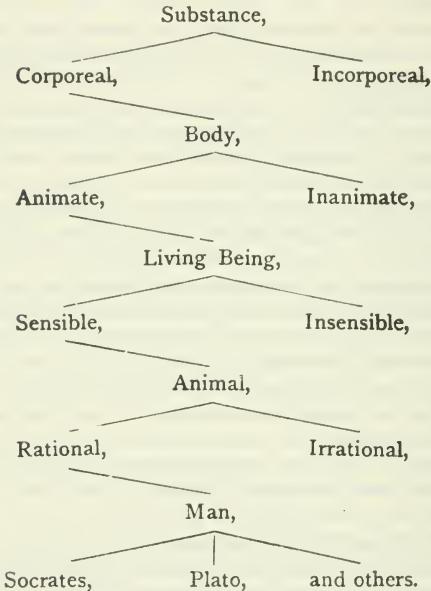 Substance,
Corporeal, Incorporeal,
Body,
Animate, Inanimate,
Living Being,
Sensible, Insensible,
Animal,
Rational, Irrational,
Man,
Socrates, Plato, and others.